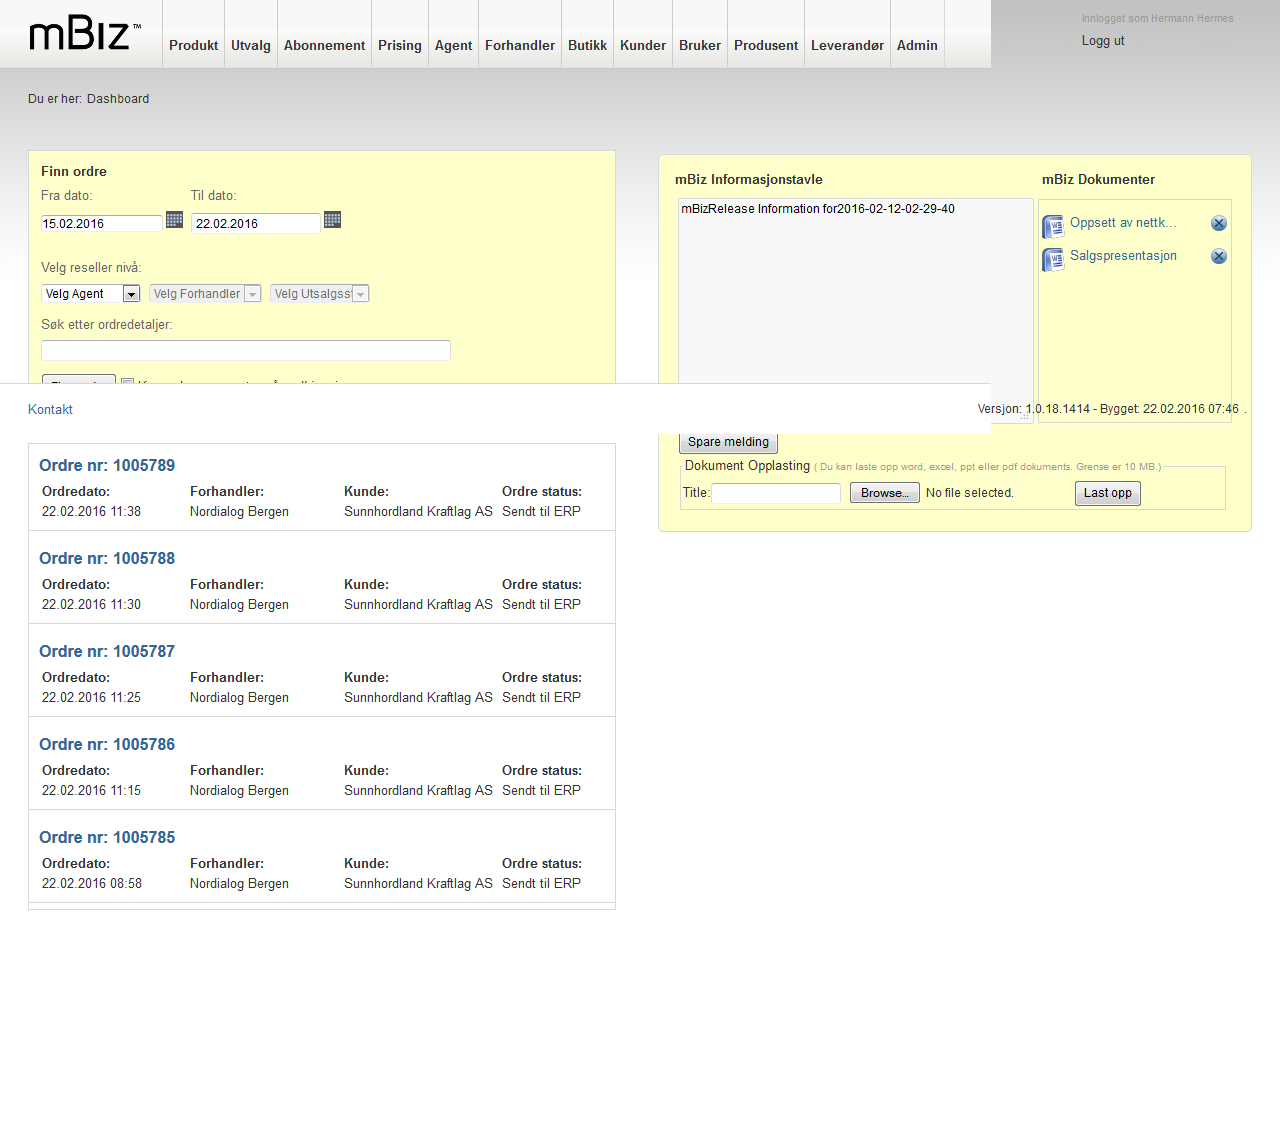 mBIZ™
Produkt Utvalg Abonnement Prising Agent Forhandler Butikk Kunder Bruker Produsent Leverandør Admin
Innlogget som Hermann Hermes
Logg ut
Du er her: Dashboard
Finn ordre
Fra dato: Til dato:
15.02.2016 22.02.2016
Velg reseller nivå:
Velg Agent Velg Forhandler Velg Utsalgsst
Søk etter ordredetaljer:
mBiz Informasjonstavle
mBizRelease Information for2016-02-12-02-29-40
mBiz Dokumenter
Oppsett av nettk...
Salgspresentasjon
Kontakt
Versjon: 1.0.18.1414 - Bygget: 22.02.2016 07:46 .
Spare melding
Dokument Opplasting ( Du kan laste opp word, excel, ppt eller pdf dokuments. Grense er 10 MB.)
Title: Browse... No file selected. Last opp
Ordre nr: 1005789
Ordredato: Forhandler: Kunde: Ordre status:
22.02.2016 11:38 Nordialog Bergen Sunnhordland Kraftlag AS Sendt til ERP
Ordre nr: 1005788
Ordredato: Forhandler: Kunde: Ordre status:
22.02.2016 11:30 Nordialog Bergen Sunnhordland Kraftlag AS Sendt til ERP
Ordre nr: 1005787
Ordredato: Forhandler: Kunde: Ordre status:
22.02.2016 11:25 Nordialog Bergen Sunnhordland Kraftlag AS Sendt til ERP
Ordre nr: 1005786
Ordredato: Forhandler: Kunde: Ordre status:
22.02.2016 11:15 Nordialog Bergen Sunnhordland Kraftlag AS Sendt til ERP
Ordre nr: 1005785
Ordredato: Forhandler: Kunde: Ordre status:
22.02.2016 08:58 Nordialog Bergen Sunnhordland Kraftlag AS Sendt til ERP